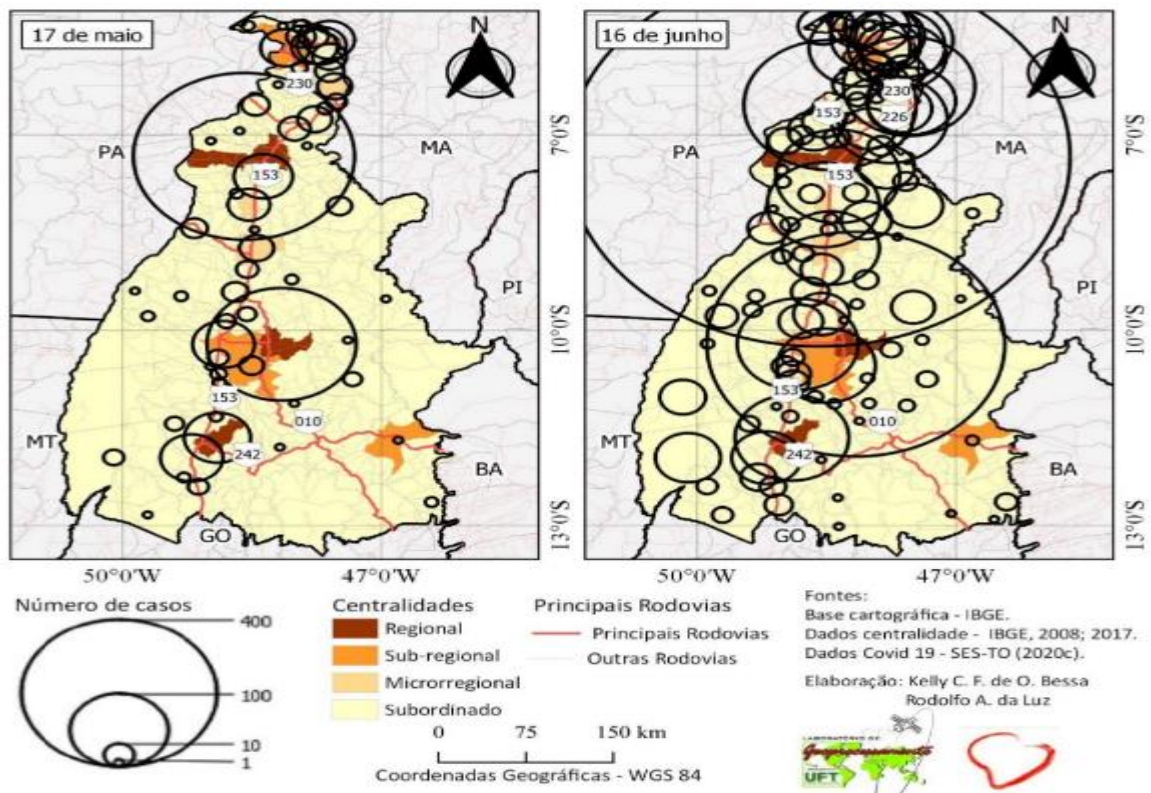 17 de maio
N
230
PA
MA
153
7°0'S
PI
10°0'S
153
010
MT
242
BA
GO
13°0'S
50°0'W
47°0'W
16 de junho
N
230
153
226
PA
MA
7°0'S
153
PI
10°0'S
153
010
MT
242
BA
GO
13°0'S
50°0'W
47°0'W
Número de casos
400
100
10
1
Centralidades
Regional
Sub-regional
Microrregional
Subordinado
Principais Rodovias
Principais Rodovias
Outras Rodovias
0 75 150 km
Coordenadas Geográficas - WGS 84
Fontes:
Base cartográfica - IBGE.
Dados centralidade - IBGE, 2008; 2017.
Dados Covid 19 - SES-TO (2020c).
Elaboração: Kelly C. F. de O. Bessa
Rodolfo A. da Luz
LABORATÓRIO DE
Geoprocessamento
UFT